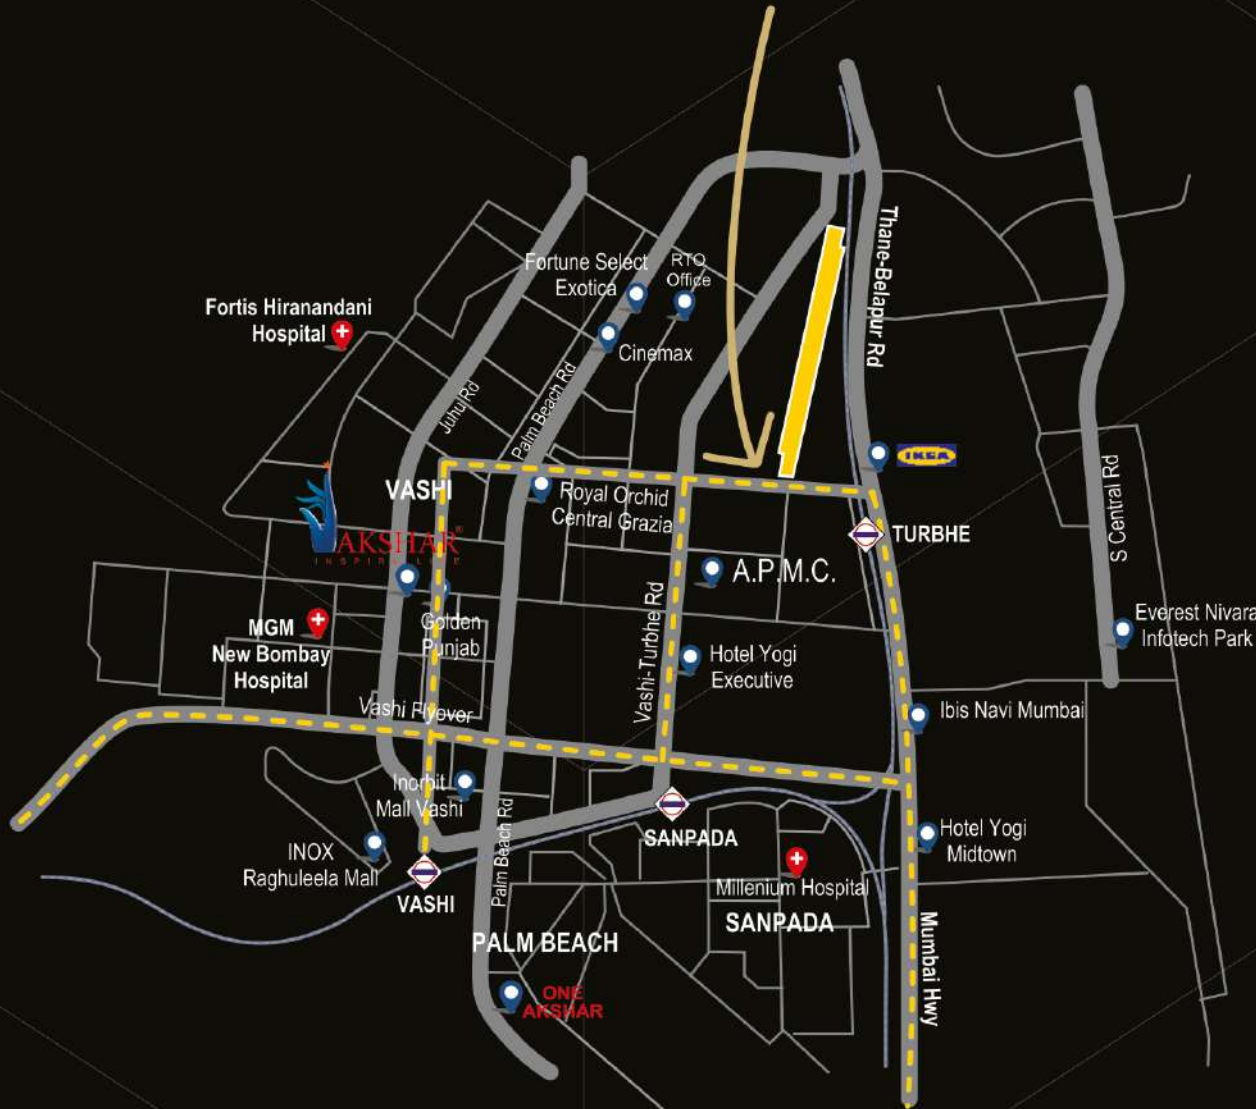 Thane-Belapur Rd
Fortune Select
Exotica
RTO
Office
Fortis Hiranandani
Hospital
Cinemax
Juhu Rd
Palm Beach Rd
IKEA
VASHI
Royal Orchid
Central Grazia
AKSHAR®
INSPIRE LIFE
TURBHE
S Central Rd
A.P.M.C.
Vashi-Turbhe Rd
Golden
Punjab
MGM
New Bombay
Hospital
Everest Nivara
Infotech Park
Hotel Yogi
Executive
Vashi Flyover
Ibis Navi Mumbai
Inorbit
Mall Vashi
Palm Beach Rd
SANPADA
Hotel Yogi
Midtown
INOX
Raghuleela Mall
VASHI
Millenium Hospital
SANPADA
PALM BEACH
Mumbai Hwy
ONE
AKSHAR